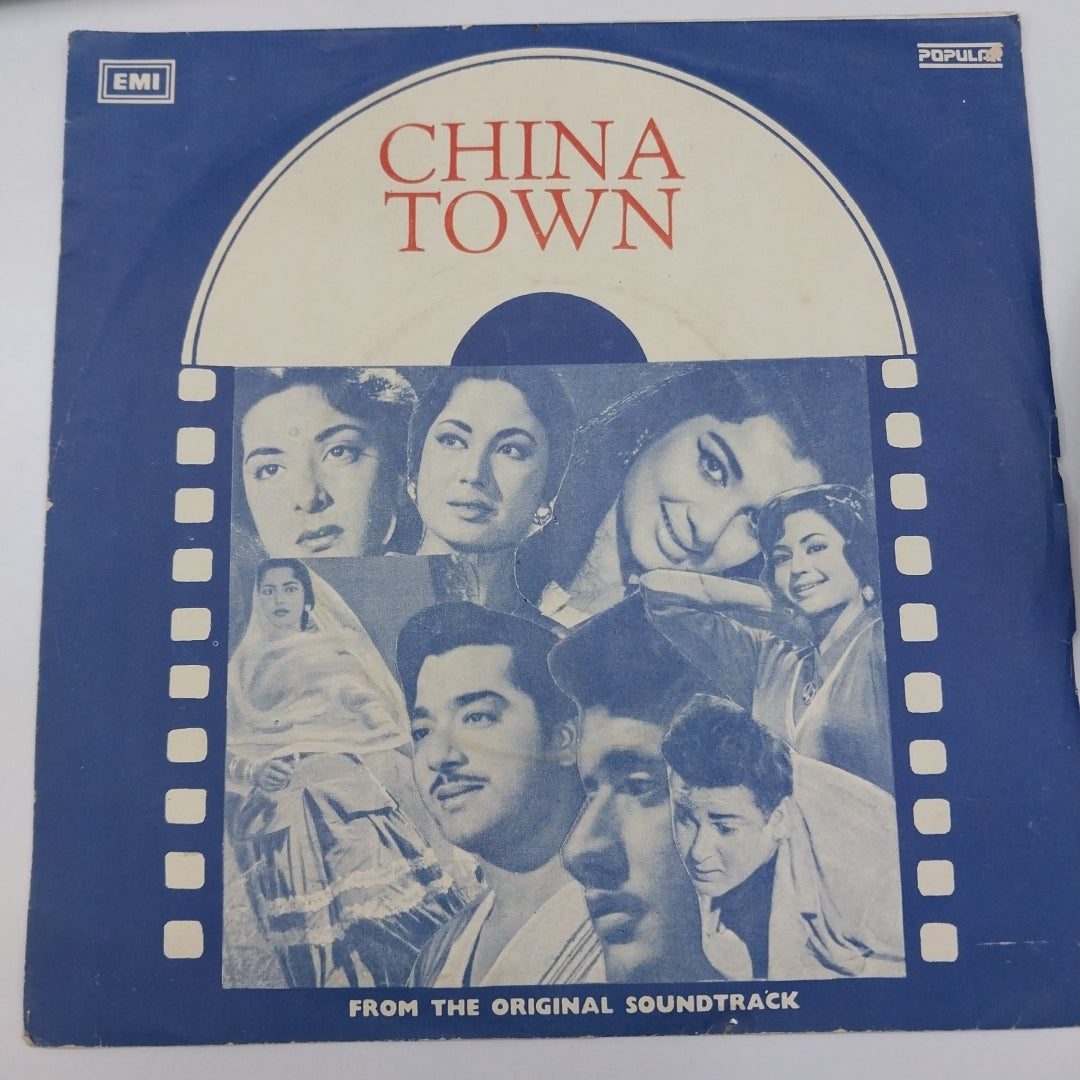 EMI
POPULAR
CHINA
TOWN
FROM THE ORIGINAL SOUNDTRACK